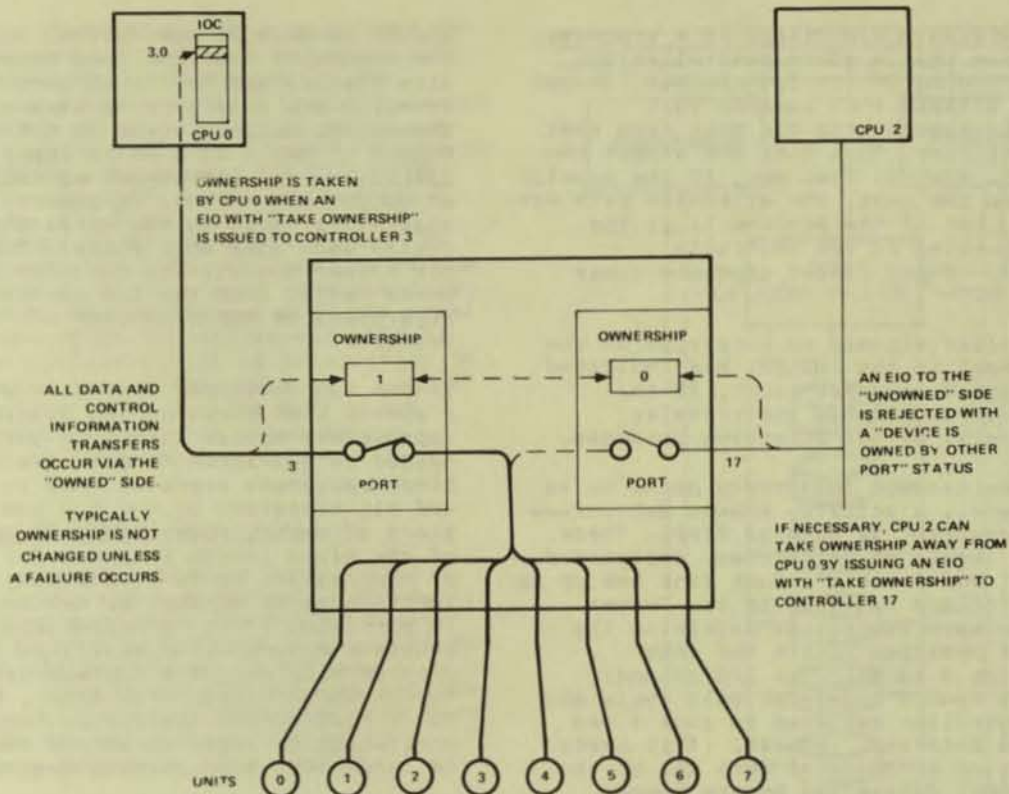 IOC
3.0
CPU 0
CPU 2
OWNERSHIP IS TAKEN
BY CPU 0 WHEN AN
EIO WITH "TAKE OWNERSHIP"
IS ISSUED TO CONTROLLER 3
OWNERSHIP
1
OWNERSHIP
0
ALL DATA AND
CONTROL
INFORMATION
TRANSFERS
OCCUR VIA THE
"OWNED" SIDE.
TYPICALLY
OWNERSHIP IS NOT
CHANGED UNLESS
A FAILURE OCCURS.
3
PORT
PORT
17
AN EIO TO THE
"UNOWNED" SIDE
IS REJECTED WITH
A "DEVICE IS
OWNED BY OTHER
PORT" STATUS
IF NECESSARY, CPU 2 CAN
TAKE OWNERSHIP AWAY FROM
CPU 0 BY ISSUING AN EIO
WITH "TAKE OWNERSHIP" TO
CONTROLLER 17
UNITS 0 1 2 3 4 5 6 7